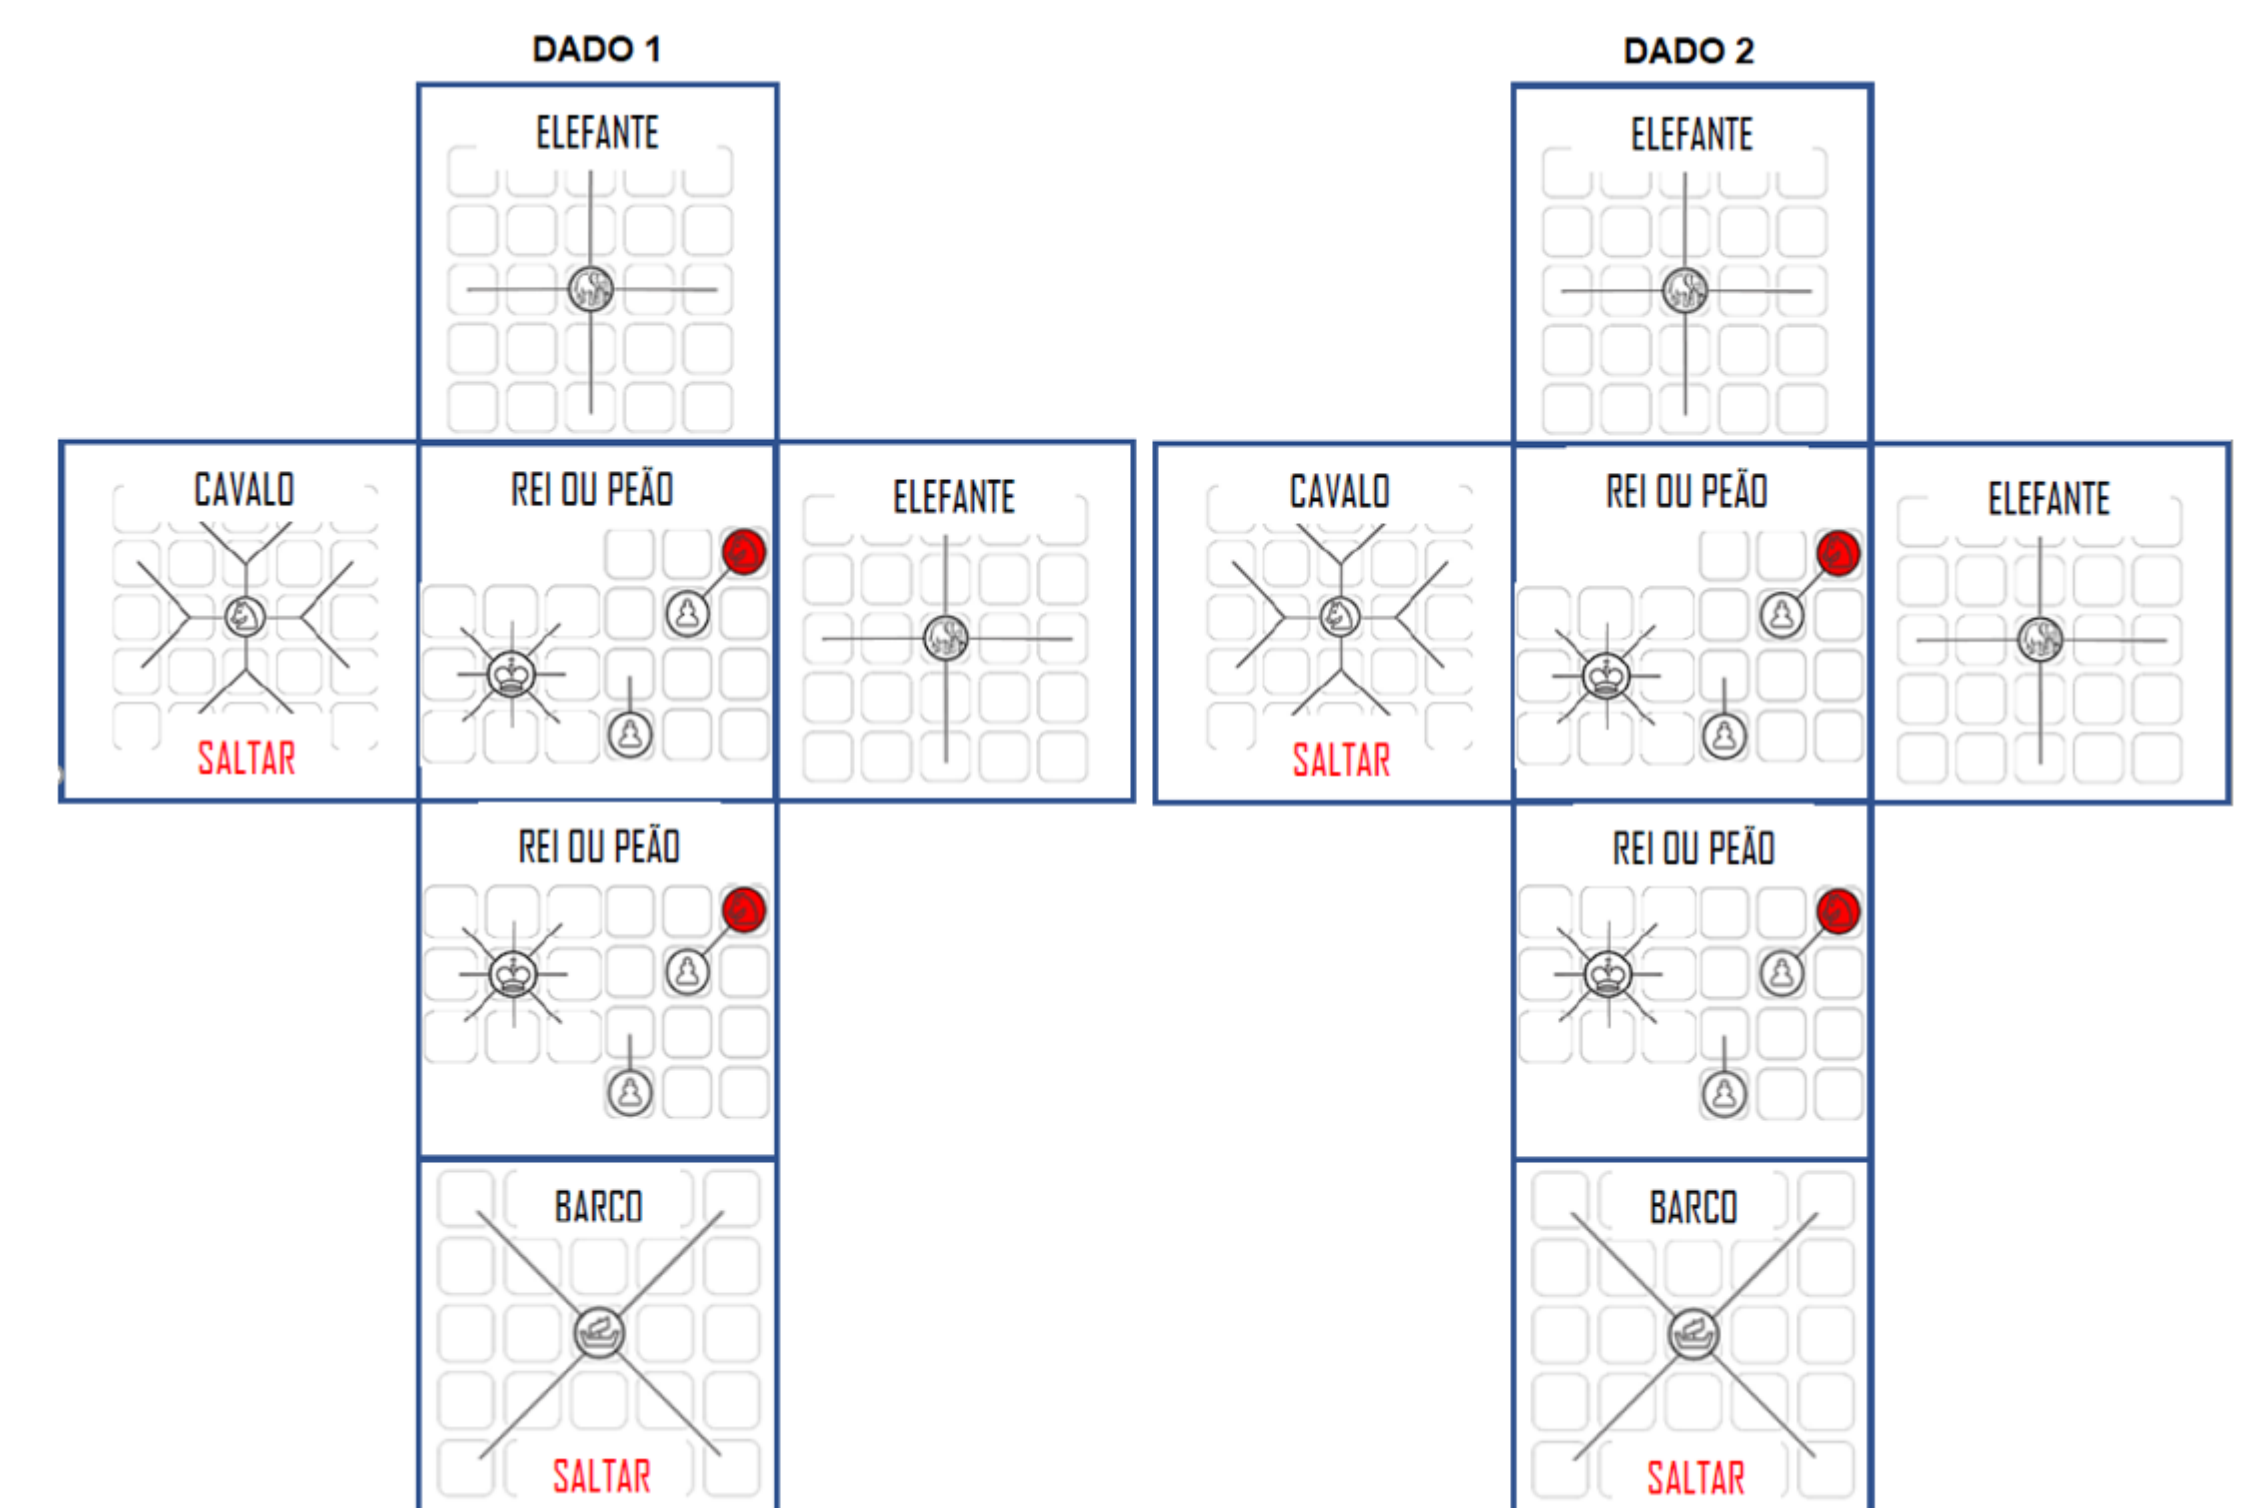 DADO 1
DADO 2
ELEFANTE
ELEFANTE
CAVALO
REI OU PEÃO
ELEFANTE
CAVALO
REI OU PEÃO
ELEFANTE
SALTAR
SALTAR
REI OU PEÃO
REI OU PEÃO
BARCO
BARCO
SALTAR
SALTAR